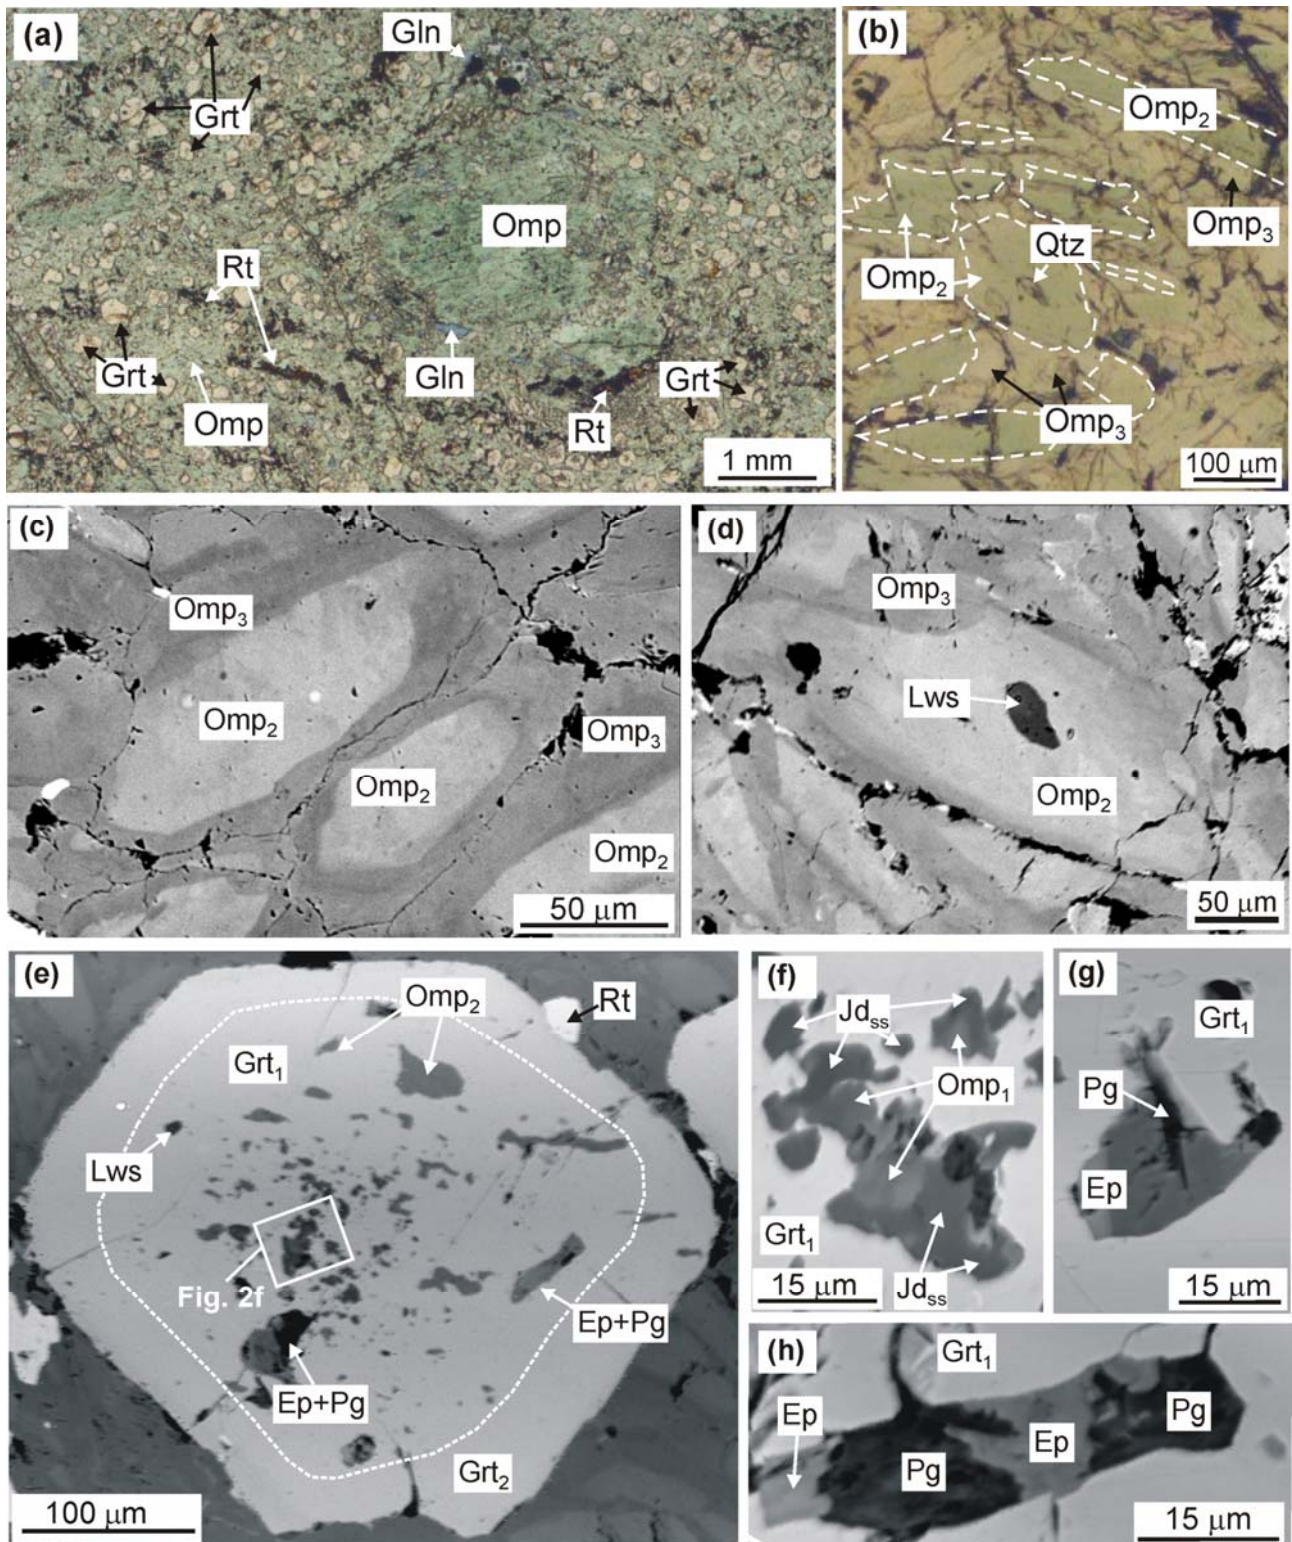 (a)
Gln
Grt
Omp
Rt
Grt
Omp
Gln
Rt
Grt
1 mm
(b)
Omp₂
Omp₃
Qtz
Omp₂
Omp₃
100 μm
(c)
Omp₃
Omp₂
Omp₃
Omp₂
Omp₂
50 μm
(d)
Omp₃
Lws
Omp₂
50 μm
(e)
Omp₂
Rt
Grt₁
Lws
Fig. 2f
Ep+Pg
Ep+Pg
Grt₂
100 μm
(f)
Jdss
Omp₁
Grt₁
Jdss
15 μm
(g)
Grt₁
Pg
Ep
15 μm
(h)
Grt₁
Ep
Pg
Ep
Pg
15 μm